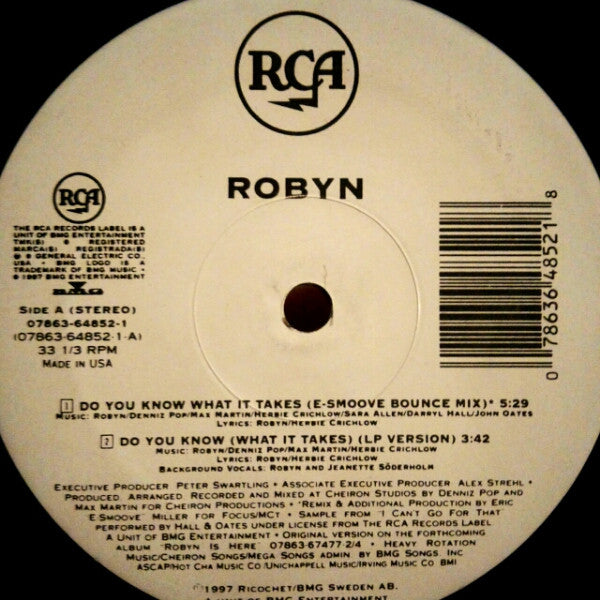 RCA
ROBYN
RCA
THE RCA RECORDS LABEL IS A
UNIT OF BMG ENTERTAINMENT
TMK(S) ® REGISTERED
MARCA(S) REGISTRADA(S)
GENERAL ELECTRIC CO.,
USA • BMG LOGO IS A
TRADEMARK OF BMG MUSIC •
℗ 1997 BMG ENTERTAINMENT
BMG
SIDE A (STEREO)
07863-64852-1
(07863-64852-1-A)
33 1/3 RPM
MADE IN USA
0 78636 48521 8
1 DO YOU KNOW WHAT IT TAKES (E-SMOOVE BOUNCE MIX)* 5:29
MUSIC: ROBYN/DENNIZ POP/MAX MARTIN/HERBIE CRICHLOW/SARA ALLEN/DARRYL HALL/JOHN OATES
LYRICS: ROBYN/HERBIE CRICHLOW
2 DO YOU KNOW (WHAT IT TAKES) (LP VERSION) 3:42
MUSIC: ROBYN/DENNIZ POP/MAX MARTIN/HERBIE CRICHLOW
LYRICS: ROBYN/HERBIE CRICHLOW
BACKGROUND VOCALS: ROBYN AND JEANETTE SÖDERHOLM
EXECUTIVE PRODUCER PETER SWARTLING • ASSOCIATE EXECUTIVE PRODUCER ALEX STREHL •
PRODUCED, ARRANGED, RECORDED AND MIXED AT CHEIRON STUDIOS BY DENNIZ POP AND
MAX MARTIN FOR CHEIRON PRODUCTIONS • *REMIX & ADDITIONAL PRODUCTION BY ERIC
"E SMOOVE" MILLER FOR FOCUS/MCT • SAMPLE FROM "I CAN'T GO FOR THAT"
PERFORMED BY HALL & OATES UNDER LICENSE FROM THE RCA RECORDS LABEL
A UNIT OF BMG ENTERTAINMENT • ORIGINAL VERSION ON THE FORTHCOMING
ALBUM "ROBYN IS HERE" 07863-67477-2/4 • HEAVY ROTATION
MUSIC/CHEIRON SONGS/MEGA SONGS ADMIN. BY BMG SONGS, INC.
ASCAP/HOT CHA MUSIC CO./UNICHAPPELL MUSIC/IRVING MUSIC CO. BMI
℗1997 RICOCHET/BMG SWEDEN AB.
A UNIT OF BMG ENTERTAINMENT